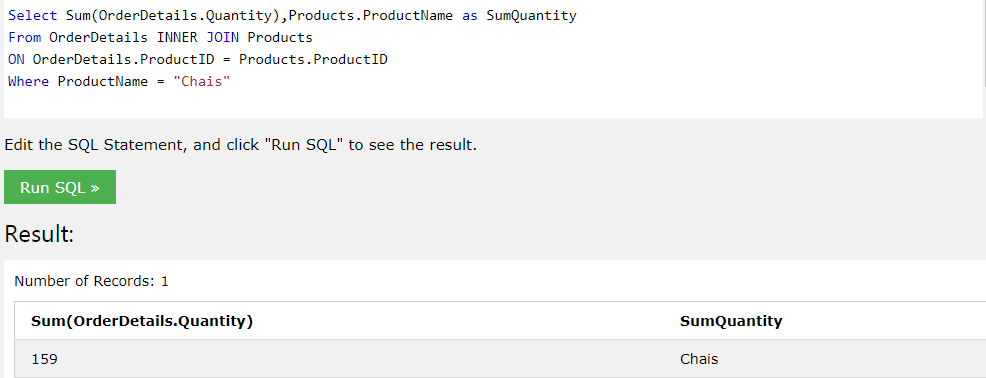 Select Sum(OrderDetails.Quantity),Products.ProductName as SumQuantity
From OrderDetails INNER JOIN Products
ON OrderDetails.ProductID = Products.ProductID
Where ProductName = "Chais"
Edit the SQL Statement, and click "Run SQL" to see the result.
Run SQL »
Result:
Number of Records: 1
Sum(OrderDetails.Quantity) SumQuantity
159 Chais